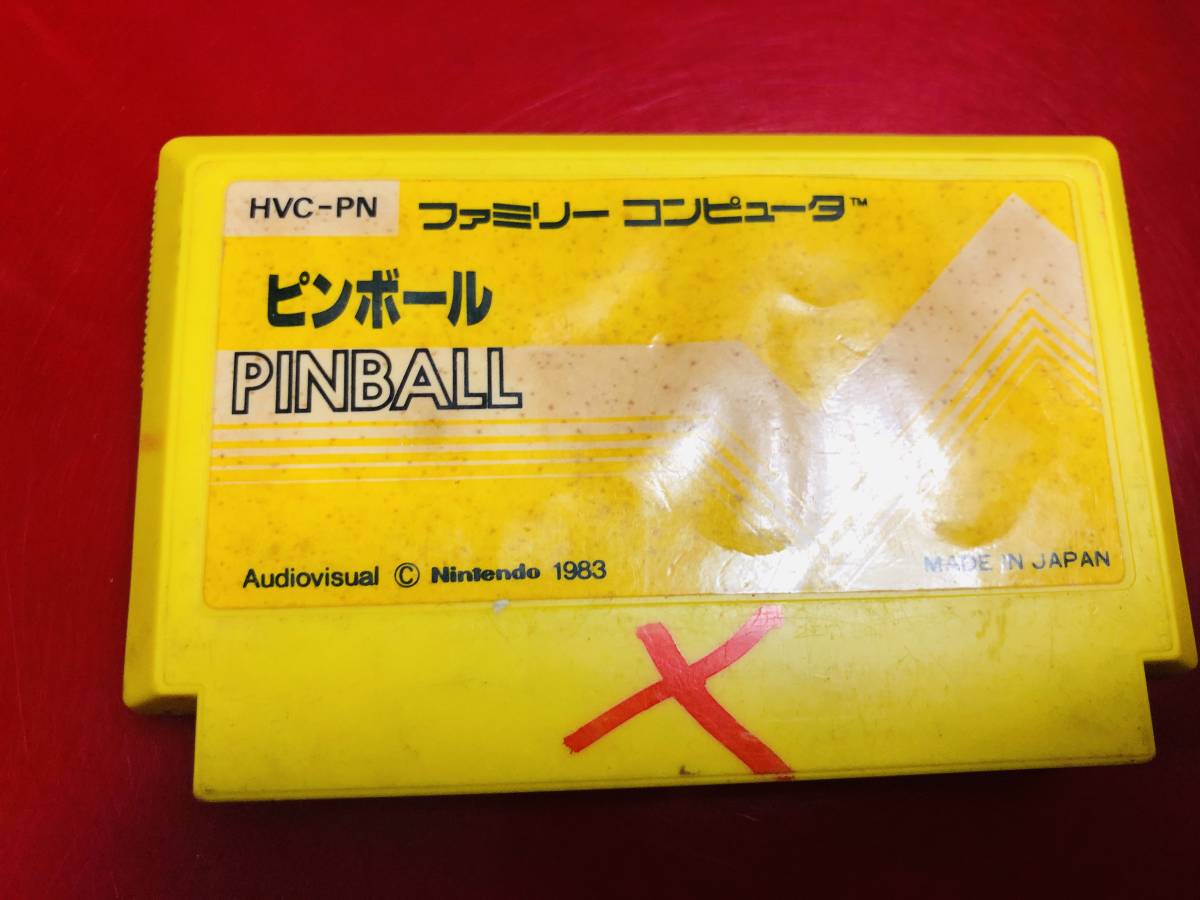 HVC-PN
ファミリー コンピュータ™
ピンボール
PINBALL
Audiovisual © Nintendo 1983
MADE IN JAPAN